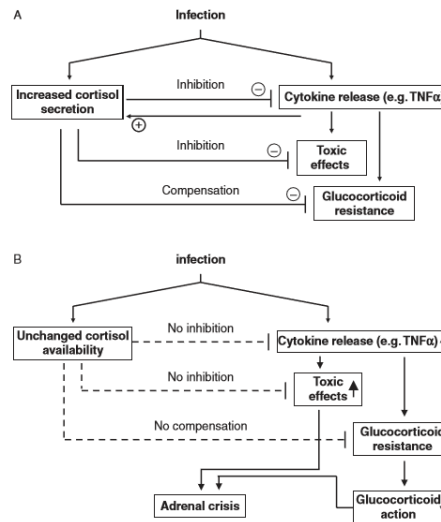 A
Infection
Increased cortisol
secretion
Inhibition
−
Cytokine release (e.g. TNFα)
+
Inhibition
−
Toxic
effects
Compensation
−
Glucocorticoid
resistance
B
infection
Unchanged cortisol
availability
No inhibition
Cytokine release (e.g. TNFα)
No inhibition
Toxic
effects
No compensation
Glucocorticoid
resistance
Adrenal crisis
Glucocorticoid
action